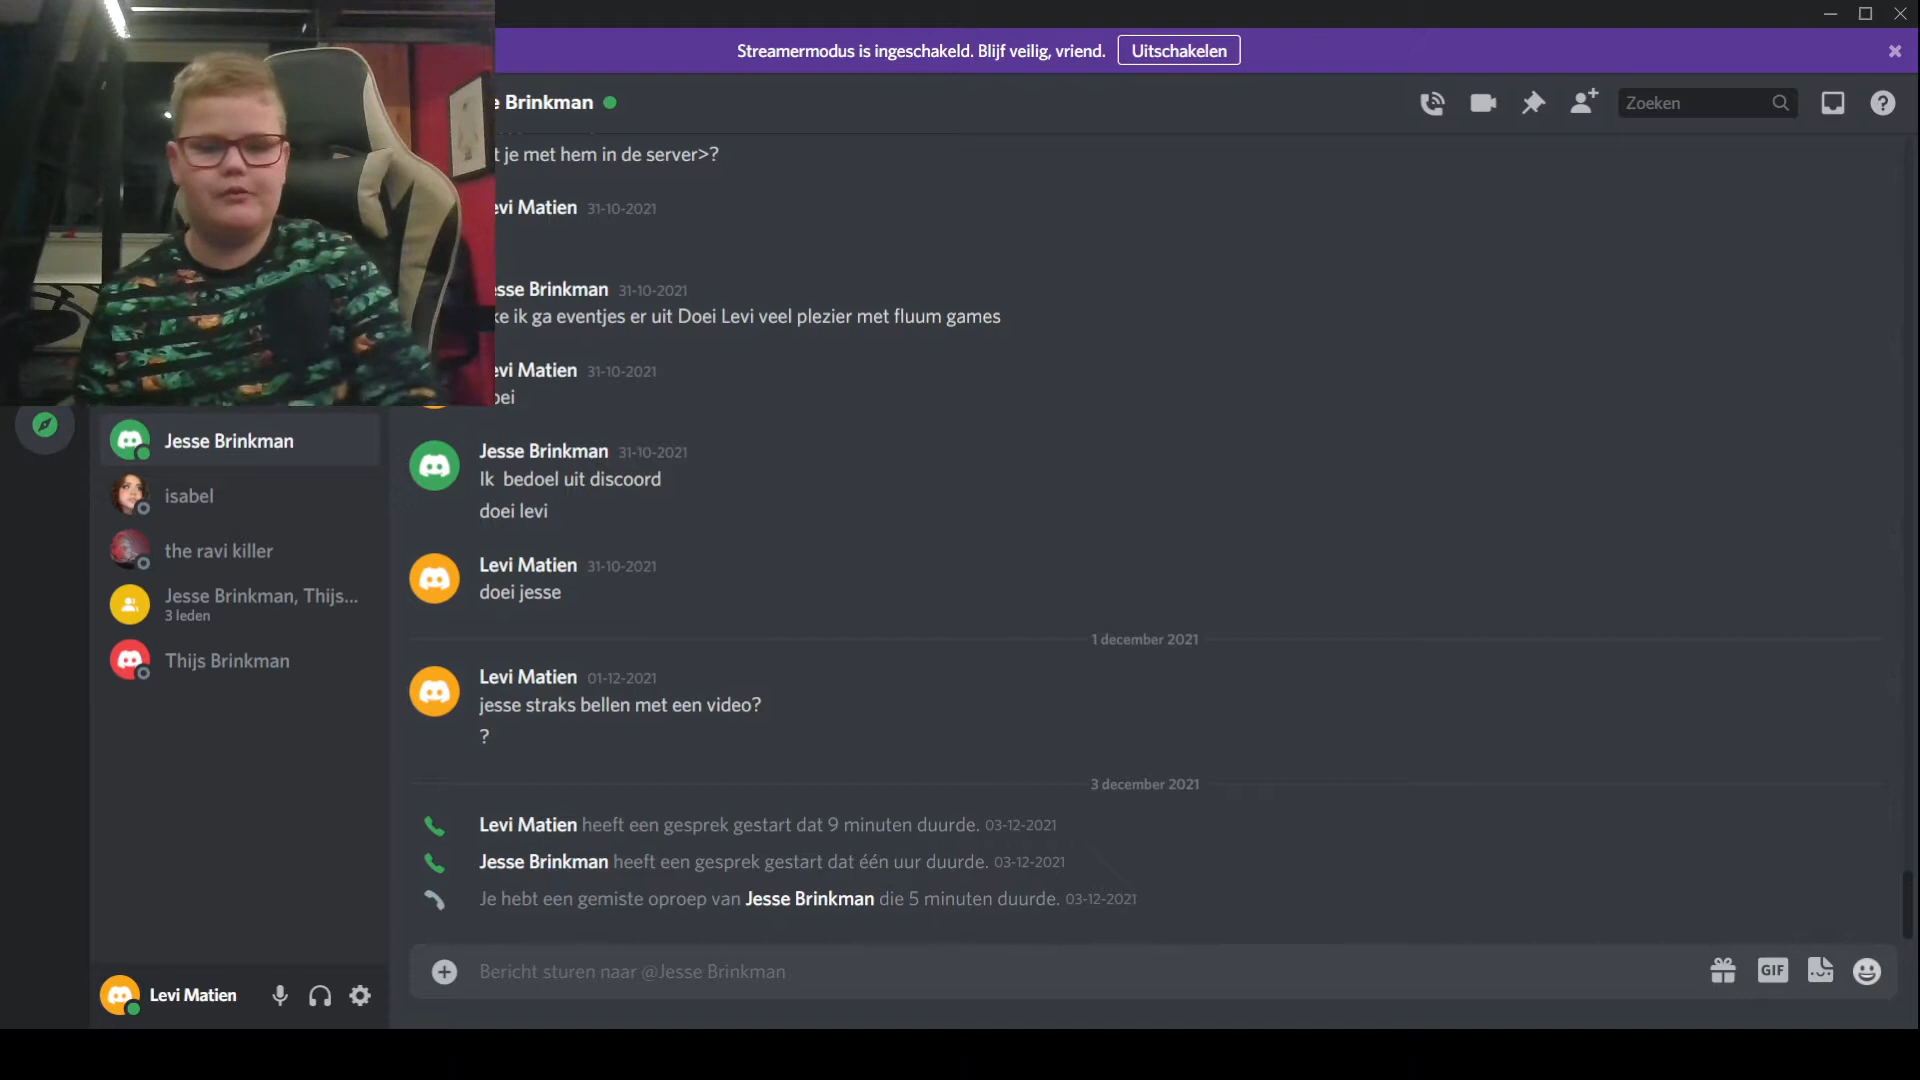 Streamermodus is ingeschakeld. Blijf veilig, vriend. Uitschakelen
Brinkman
Zoeken
je met hem in de server>?
Matien 31-10-2021
Brinkman 31-10-2021
ik ga eventjes er uit Doei Levi veel plezier met fluum games
Matien 31-10-2021
Jesse Brinkman
Jesse Brinkman 31-10-2021
Ik bedoel uit discoord
doei levi
isabel
the ravi killer
Jesse Brinkman, Thijs...
3 leden
Thijs Brinkman
Levi Matien 31-10-2021
doei jesse
1 december 2021
Levi Matien 01-12-2021
jesse straks bellen met een video?
?
3 december 2021
Levi Matien heeft een gesprek gestart dat 9 minuten duurde. 03-12-2021
Jesse Brinkman heeft een gesprek gestart dat één uur duurde. 03-12-2021
Je hebt een gemiste oproep van Jesse Brinkman die 5 minuten duurde. 03-12-2021
Bericht sturen naar @Jesse Brinkman
GIF
Levi Matien